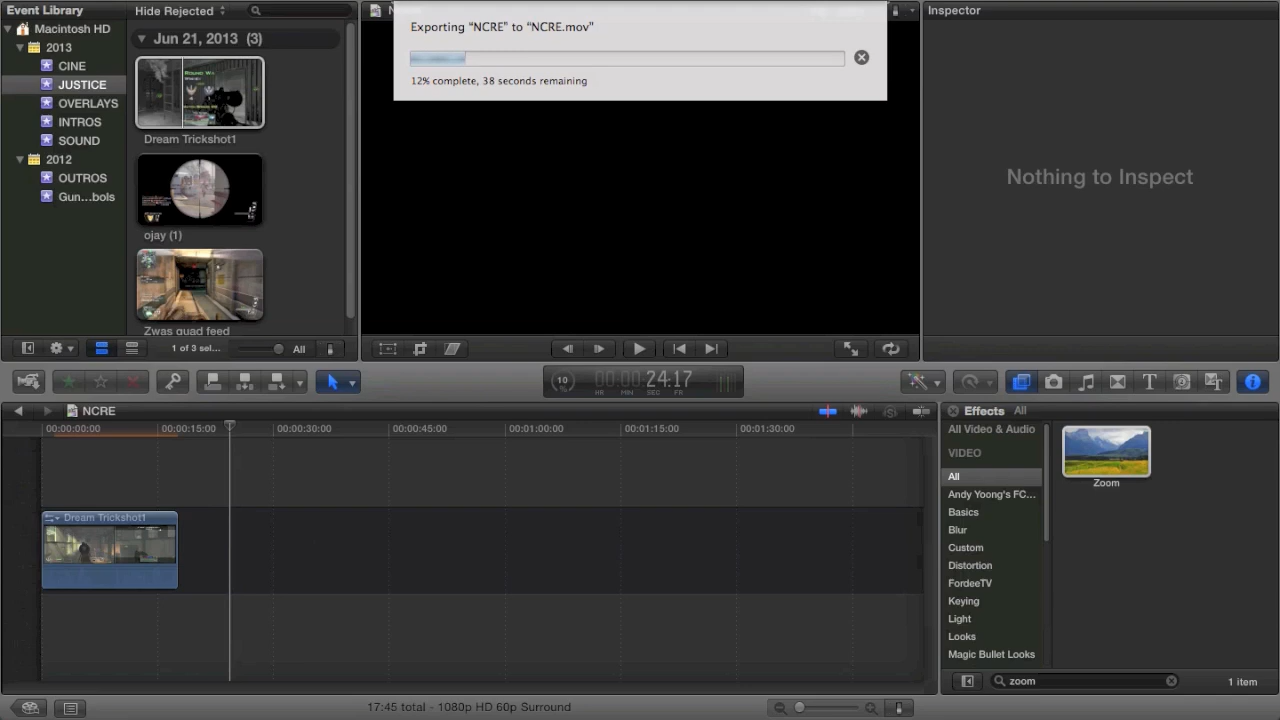 Event Library
Hide Rejected
Exporting “NCRE” to “NCRE.mov”
12% complete, 38 seconds remaining
Inspector
Nothing to Inspect
Macintosh HD
2013
CINE
JUSTICE
OVERLAYS
INTROS
SOUND
2012
OUTROS
Gun...bols
Jun 21, 2013 (3)
Dream Trickshot1
ojay (1)
Zwas quad feed
1 of 3 sel...
All
10
00:00:24:17
HR MIN SEC FR
NCRE
00:00:00:00
00:00:15:00
00:00:30:00
00:00:45:00
00:01:00:00
00:01:15:00
00:01:30:00
Dream Trickshot1
Effects All
All Video & Audio
VIDEO
All
Andy Yoong's FC...
Basics
Blur
Custom
Distortion
FordeeTV
Keying
Light
Looks
Magic Bullet Looks
Zoom
zoom
1 item
17:45 total - 1080p HD 60p Surround